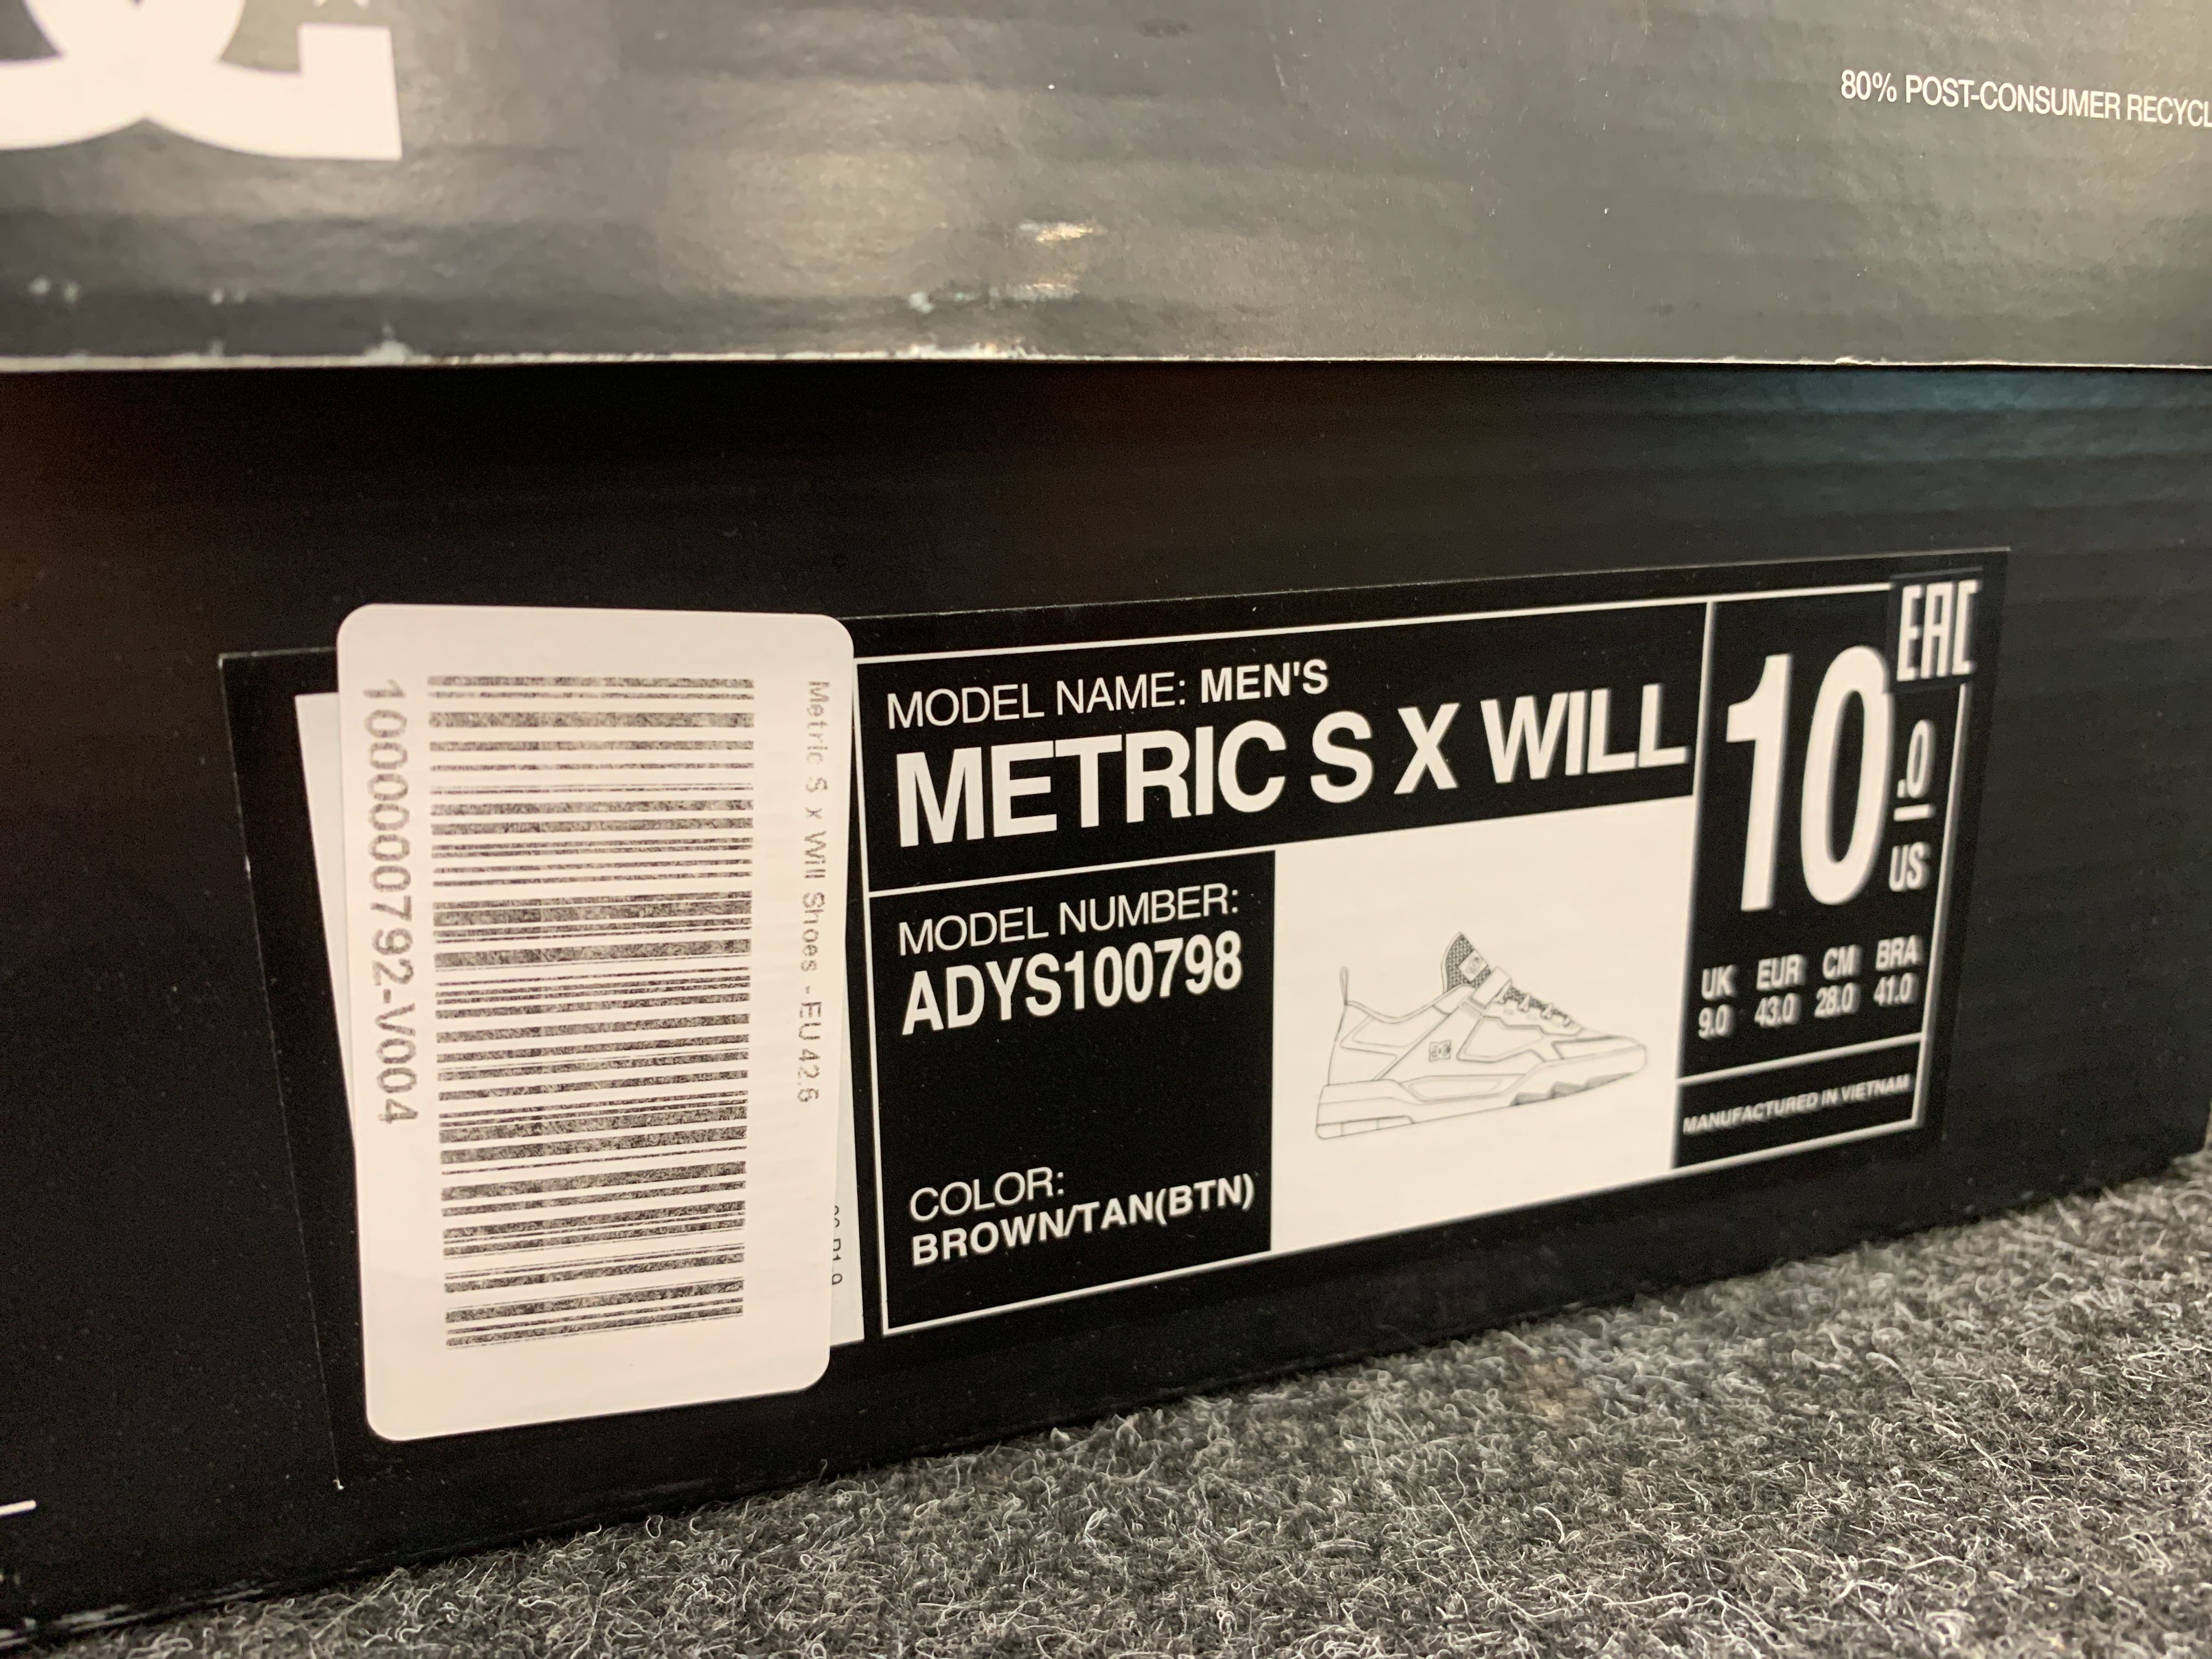 80% POST-CONSUMER RECYCL
1000000792-V004
Metric S x Will Shoes - EU 42.5
MODEL NAME: MEN'S
METRIC S X WILL
MODEL NUMBER:
ADYS100798
COLOR:
BROWN/TAN(BTN)
EAC
10
.0
US
UK EUR CM BRA
9.0 43.0 28.0 41.0
MANUFACTURED IN VIETNAM